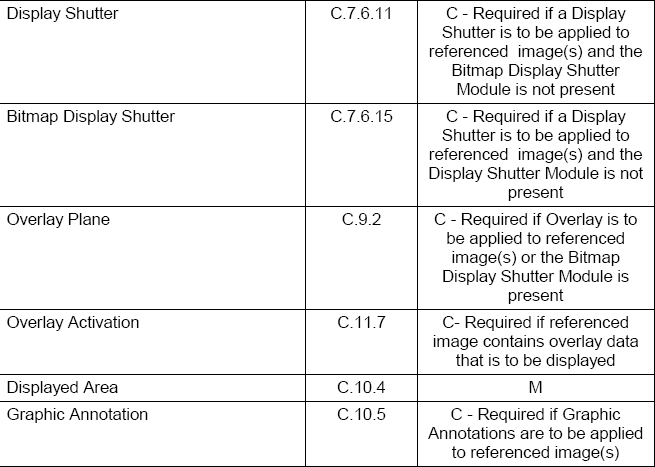 Display Shutter C.7.6.11 C - Required if a Display
Shutter is to be applied to
referenced image(s) and the
Bitmap Display Shutter
Module is not present
Bitmap Display Shutter C.7.6.15 C - Required if a Display
Shutter is to be applied to
referenced image(s) and the
Display Shutter Module is not
present
Overlay Plane C.9.2 C - Required if Overlay is to
be applied to referenced
image(s) or the Bitmap
Display Shutter Module is
present
Overlay Activation C.11.7 C- Required if referenced
image contains overlay data
that is to be displayed
Displayed Area C.10.4 M
Graphic Annotation C.10.5 C - Required if Graphic
Annotations are to be applied
to referenced image(s)